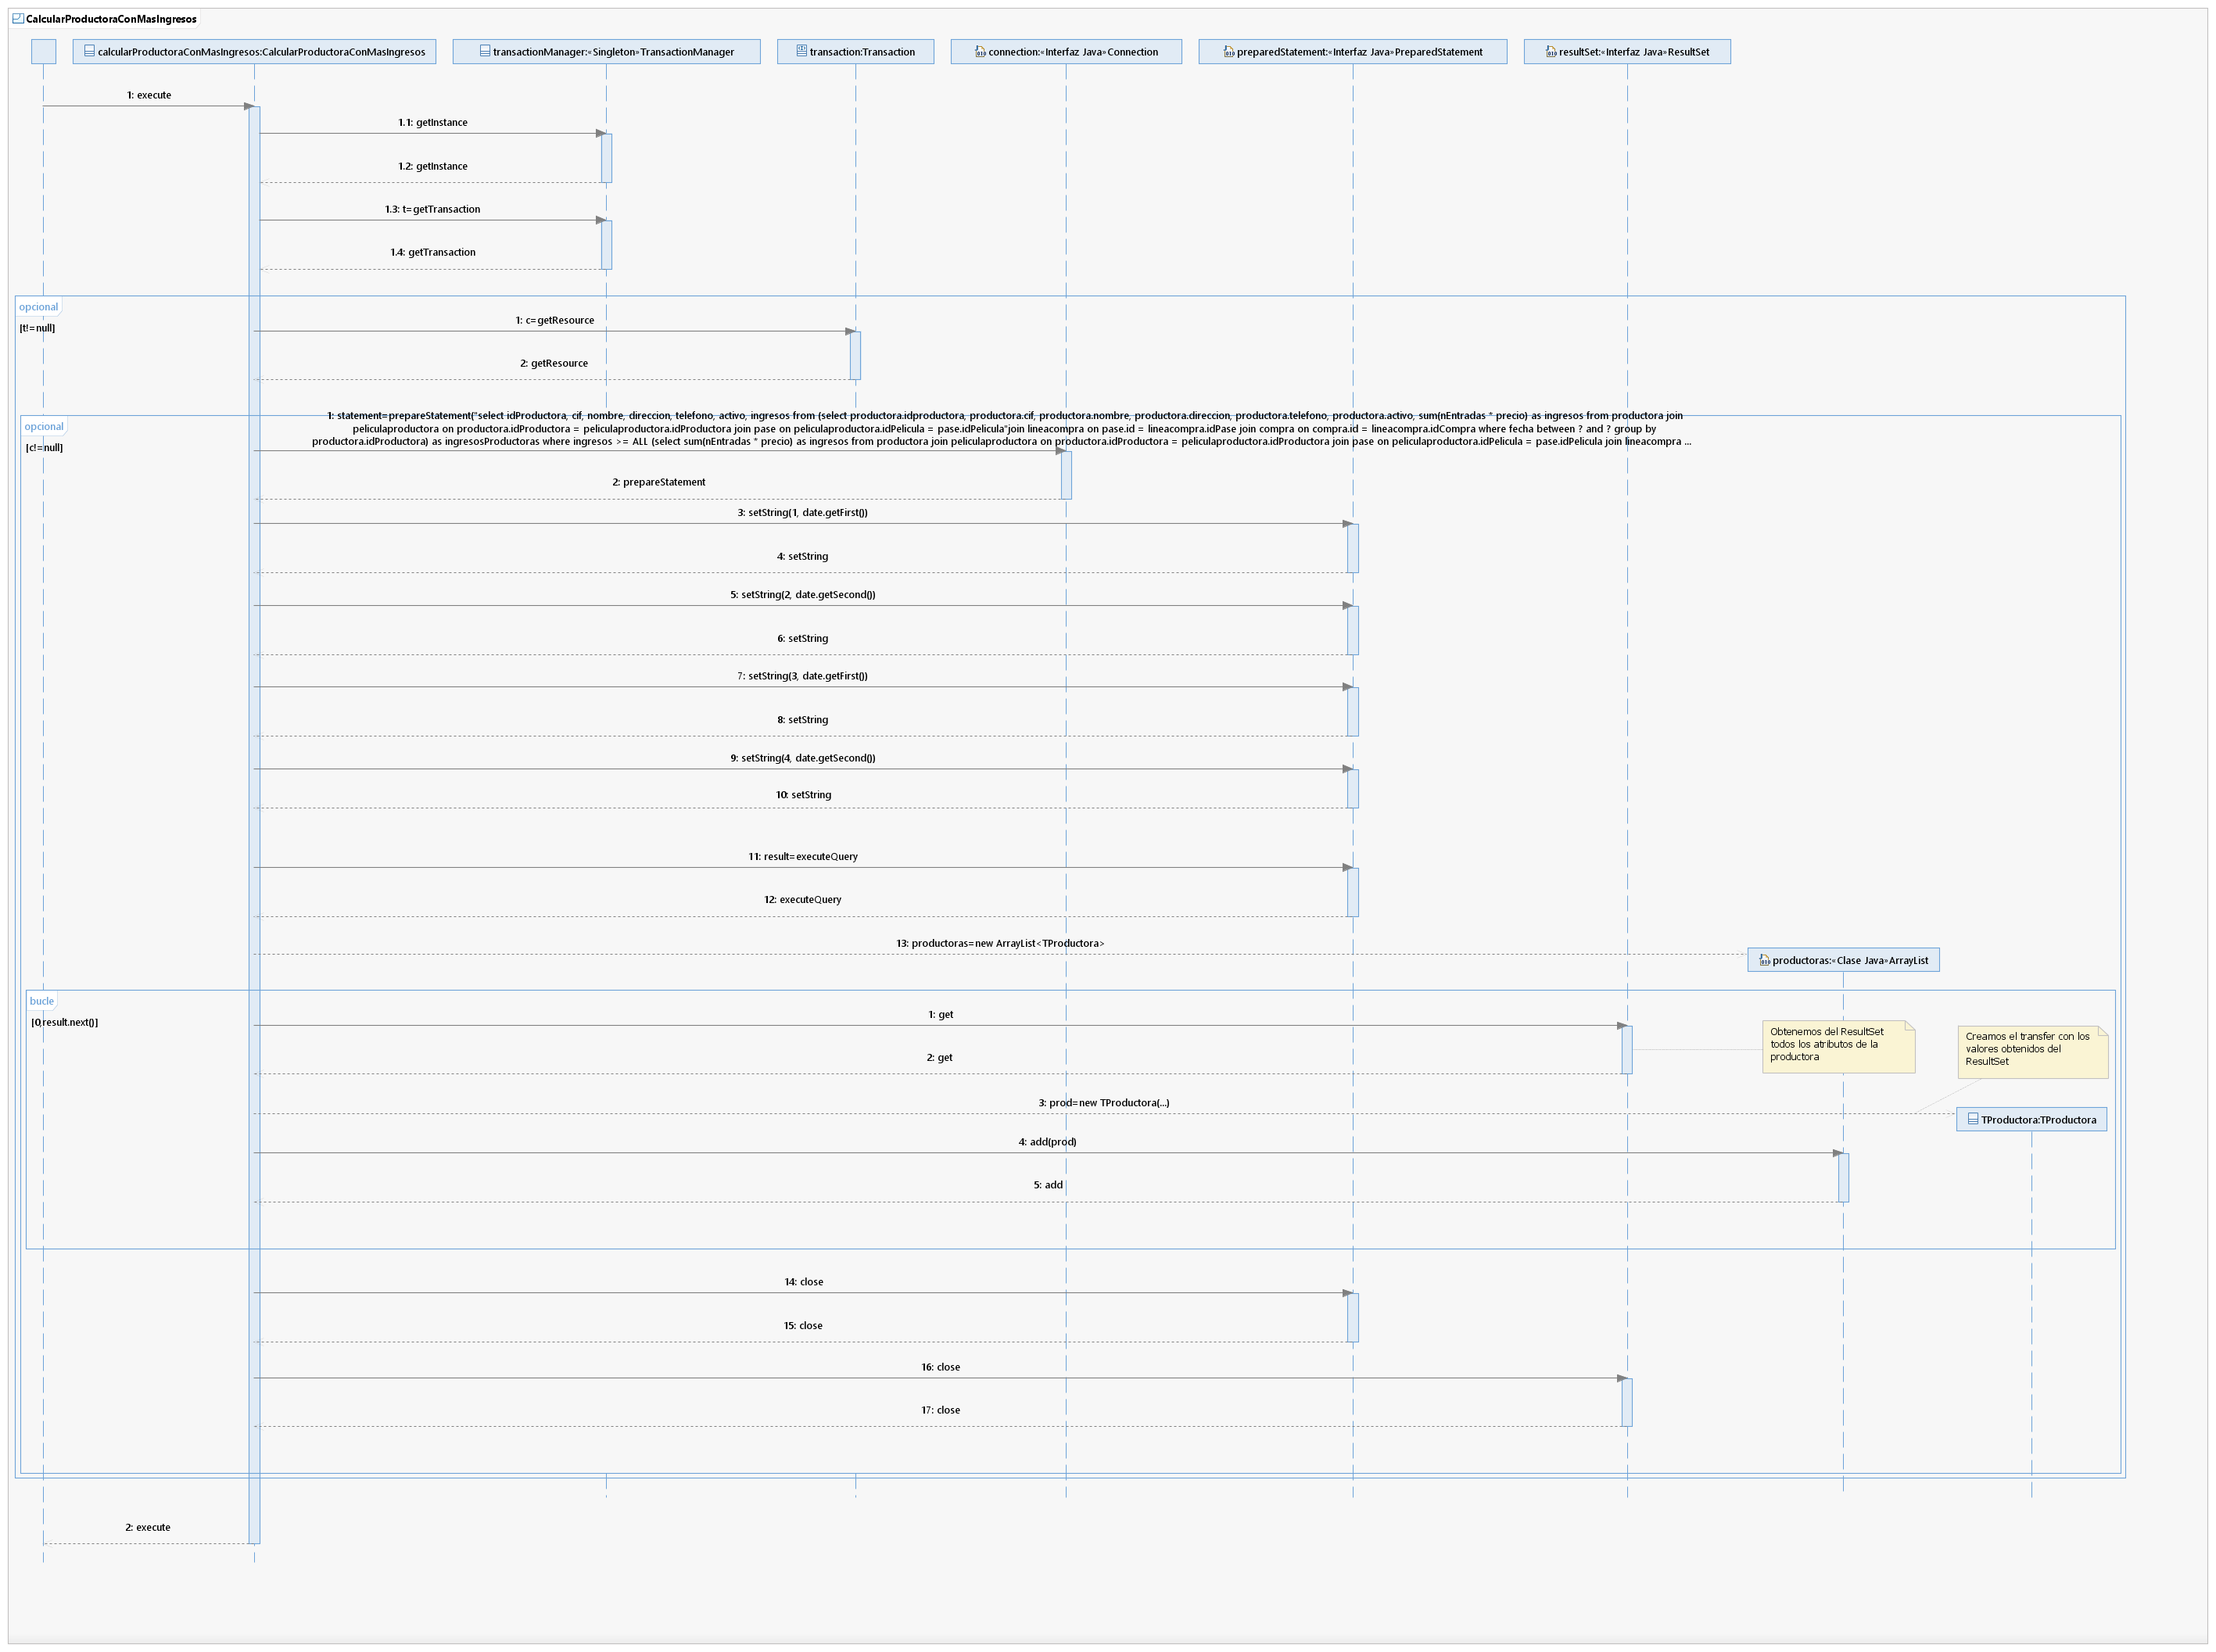 CalcularProductoraConMasIngresos
calcularProductoraConMasIngresos:CalcularProductoraConMasIngresos
transactionManager:«Singleton»TransactionManager
transaction:Transaction
connection:«Interfaz Java»Connection
preparedStatement:«Interfaz Java»PreparedStatement
resultSet:«Interfaz Java»ResultSet
1: execute
1.1: getInstance
1.2: getInstance
1.3: t=getTransaction
1.4: getTransaction
opcional
[t!=null]
1: c=getResource
2: getResource
opcional
[c!=null]
1: statement=prepareStatement("select idProductora, cif, nombre, direccion, telefono, activo, ingresos from (select productora.idproductora, productora.cif, productora.nombre, productora.direccion, productora.telefono, productora.activo, sum(nEntradas * precio) as ingresos from productora join
peliculaproductora on productora.idProductora = peliculaproductora.idProductora join pase on peliculaproductora.idPelicula = pase.idPelicula"join lineacompra on pase.id = lineacompra.idPase join compra on compra.id = lineacompra.idCompra where fecha between ? and ? group by
productora.idProductora) as ingresosProductoras where ingresos >= ALL (select sum(nEntradas * precio) as ingresos from productora join peliculaproductora on productora.idProductora = peliculaproductora.idProductora join pase on peliculaproductora.idPelicula = pase.idPelicula join lineacompra ...
2: prepareStatement
3: setString(1, date.getFirst())
4: setString
5: setString(2, date.getSecond())
6: setString
7: setString(3, date.getFirst())
8: setString
9: setString(4, date.getSecond())
10: setString
11: result=executeQuery
12: executeQuery
13: productoras=new ArrayList<TProductora>
productoras:«Clase Java»ArrayList
bucle
[0,result.next()]
1: get
2: get
Obtenemos del ResultSet
todos los atributos de la
productora
Creamos el transfer con los
valores obtenidos del
ResultSet
3: prod=new TProductora(...)
TProductora:TProductora
4: add(prod)
5: add
14: close
15: close
16: close
17: close
2: execute